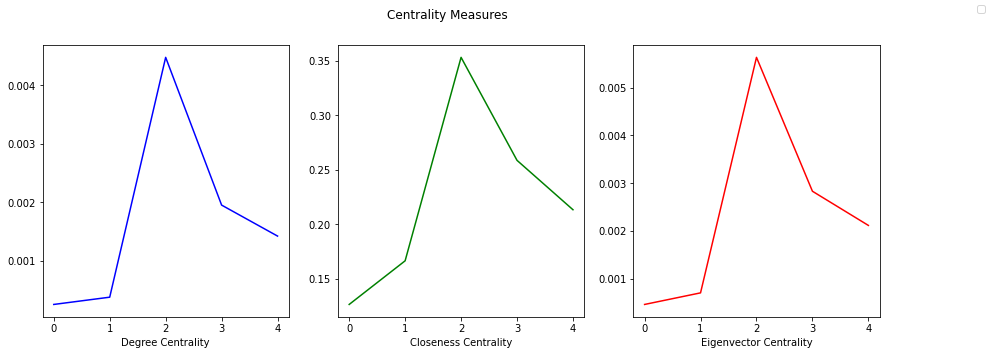 Centrality Measures
0.004
0.003
0.002
0.001
0 1 2 3 4
Degree Centrality
0.35
0.30
0.25
0.20
0.15
0 1 2 3 4
Closeness Centrality
0.005
0.004
0.003
0.002
0.001
0 1 2 3 4
Eigenvector Centrality